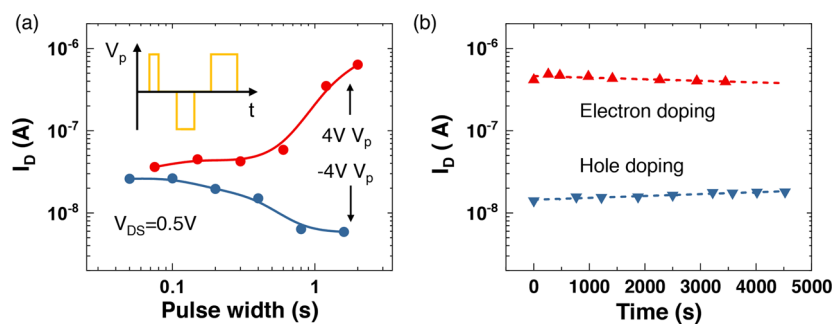 (a)
10⁻⁶
10⁻⁷
10⁻⁸
I_D (A)
V_p
t
4V V_p
-4V V_p
V_DS=0.5V
0.1
1
Pulse width (s)
(b)
10⁻⁶
10⁻⁷
10⁻⁸
I_D ( A)
Electron doping
Hole doping
0 1000 2000 3000 4000 5000
Time (s)